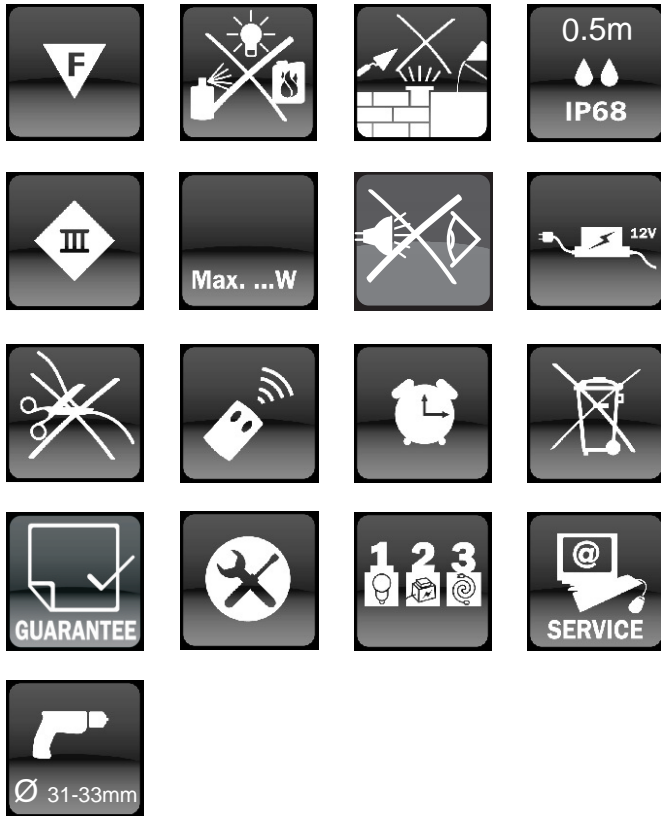 F
0.5m
IP68
III
Max. ...W
12V
GUARANTEE
1 2 3
@
SERVICE
Ø 31-33mm